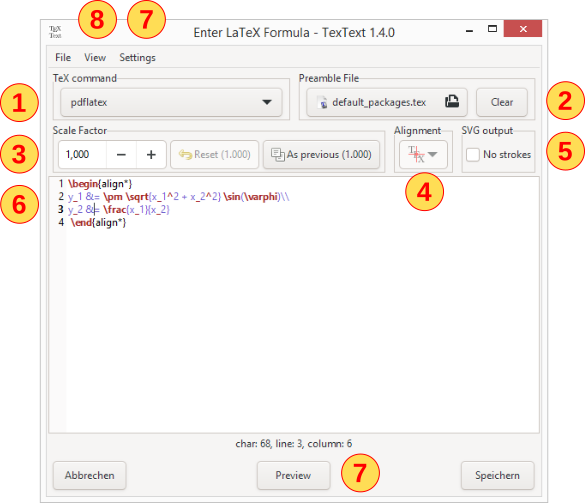 8 7
TEX Text Enter LaTeX Formula - TexText 1.4.0
File View Settings
TeX command Preamble File
1 pdflatex default_packages.tex Clear 2
Scale Factor Alignment SVG output
3 1,000 − + Reset (1.000) As previous (1.000) TEX No strokes 5
4
6
1 \begin{align*}
2 y_1 &= \pm \sqrt{x_1^2 + x_2^2} \sin(\varphi)\\
3 y_2 &= \frac{x_1}{x_2}
4 \end{align*}
char: 68, line: 3, column: 6
Abbrechen Preview 7 Speichern